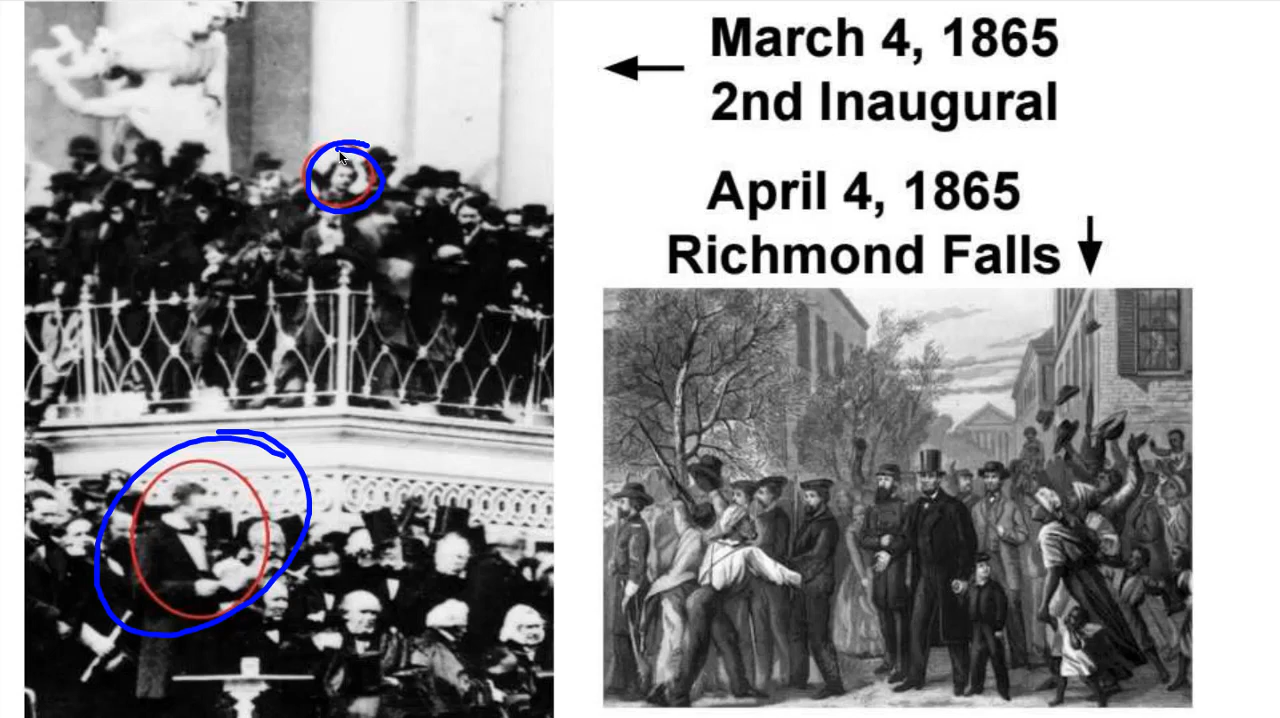 March 4, 1865
2nd Inaugural
April 4, 1865
Richmond Falls